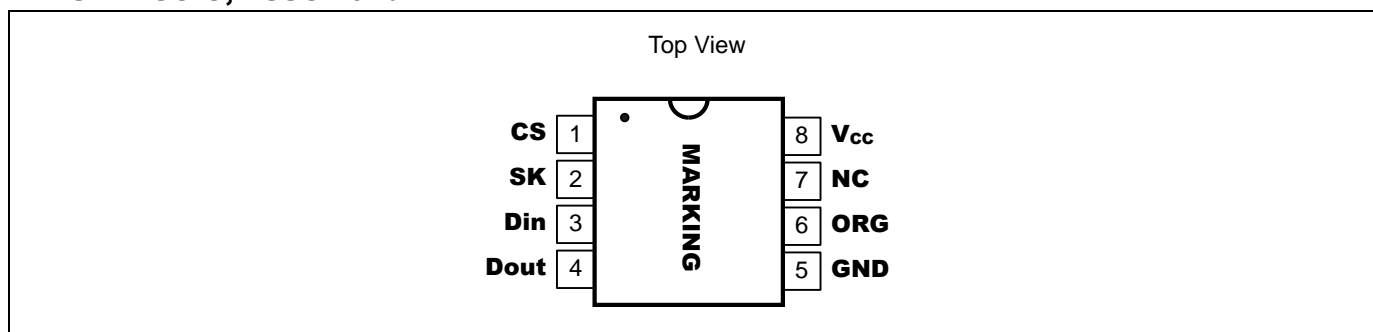 Top View
CS 1 8 Vcc
SK 2 7 NC
Din 3 6 ORG
Dout 4 5 GND
MARKING